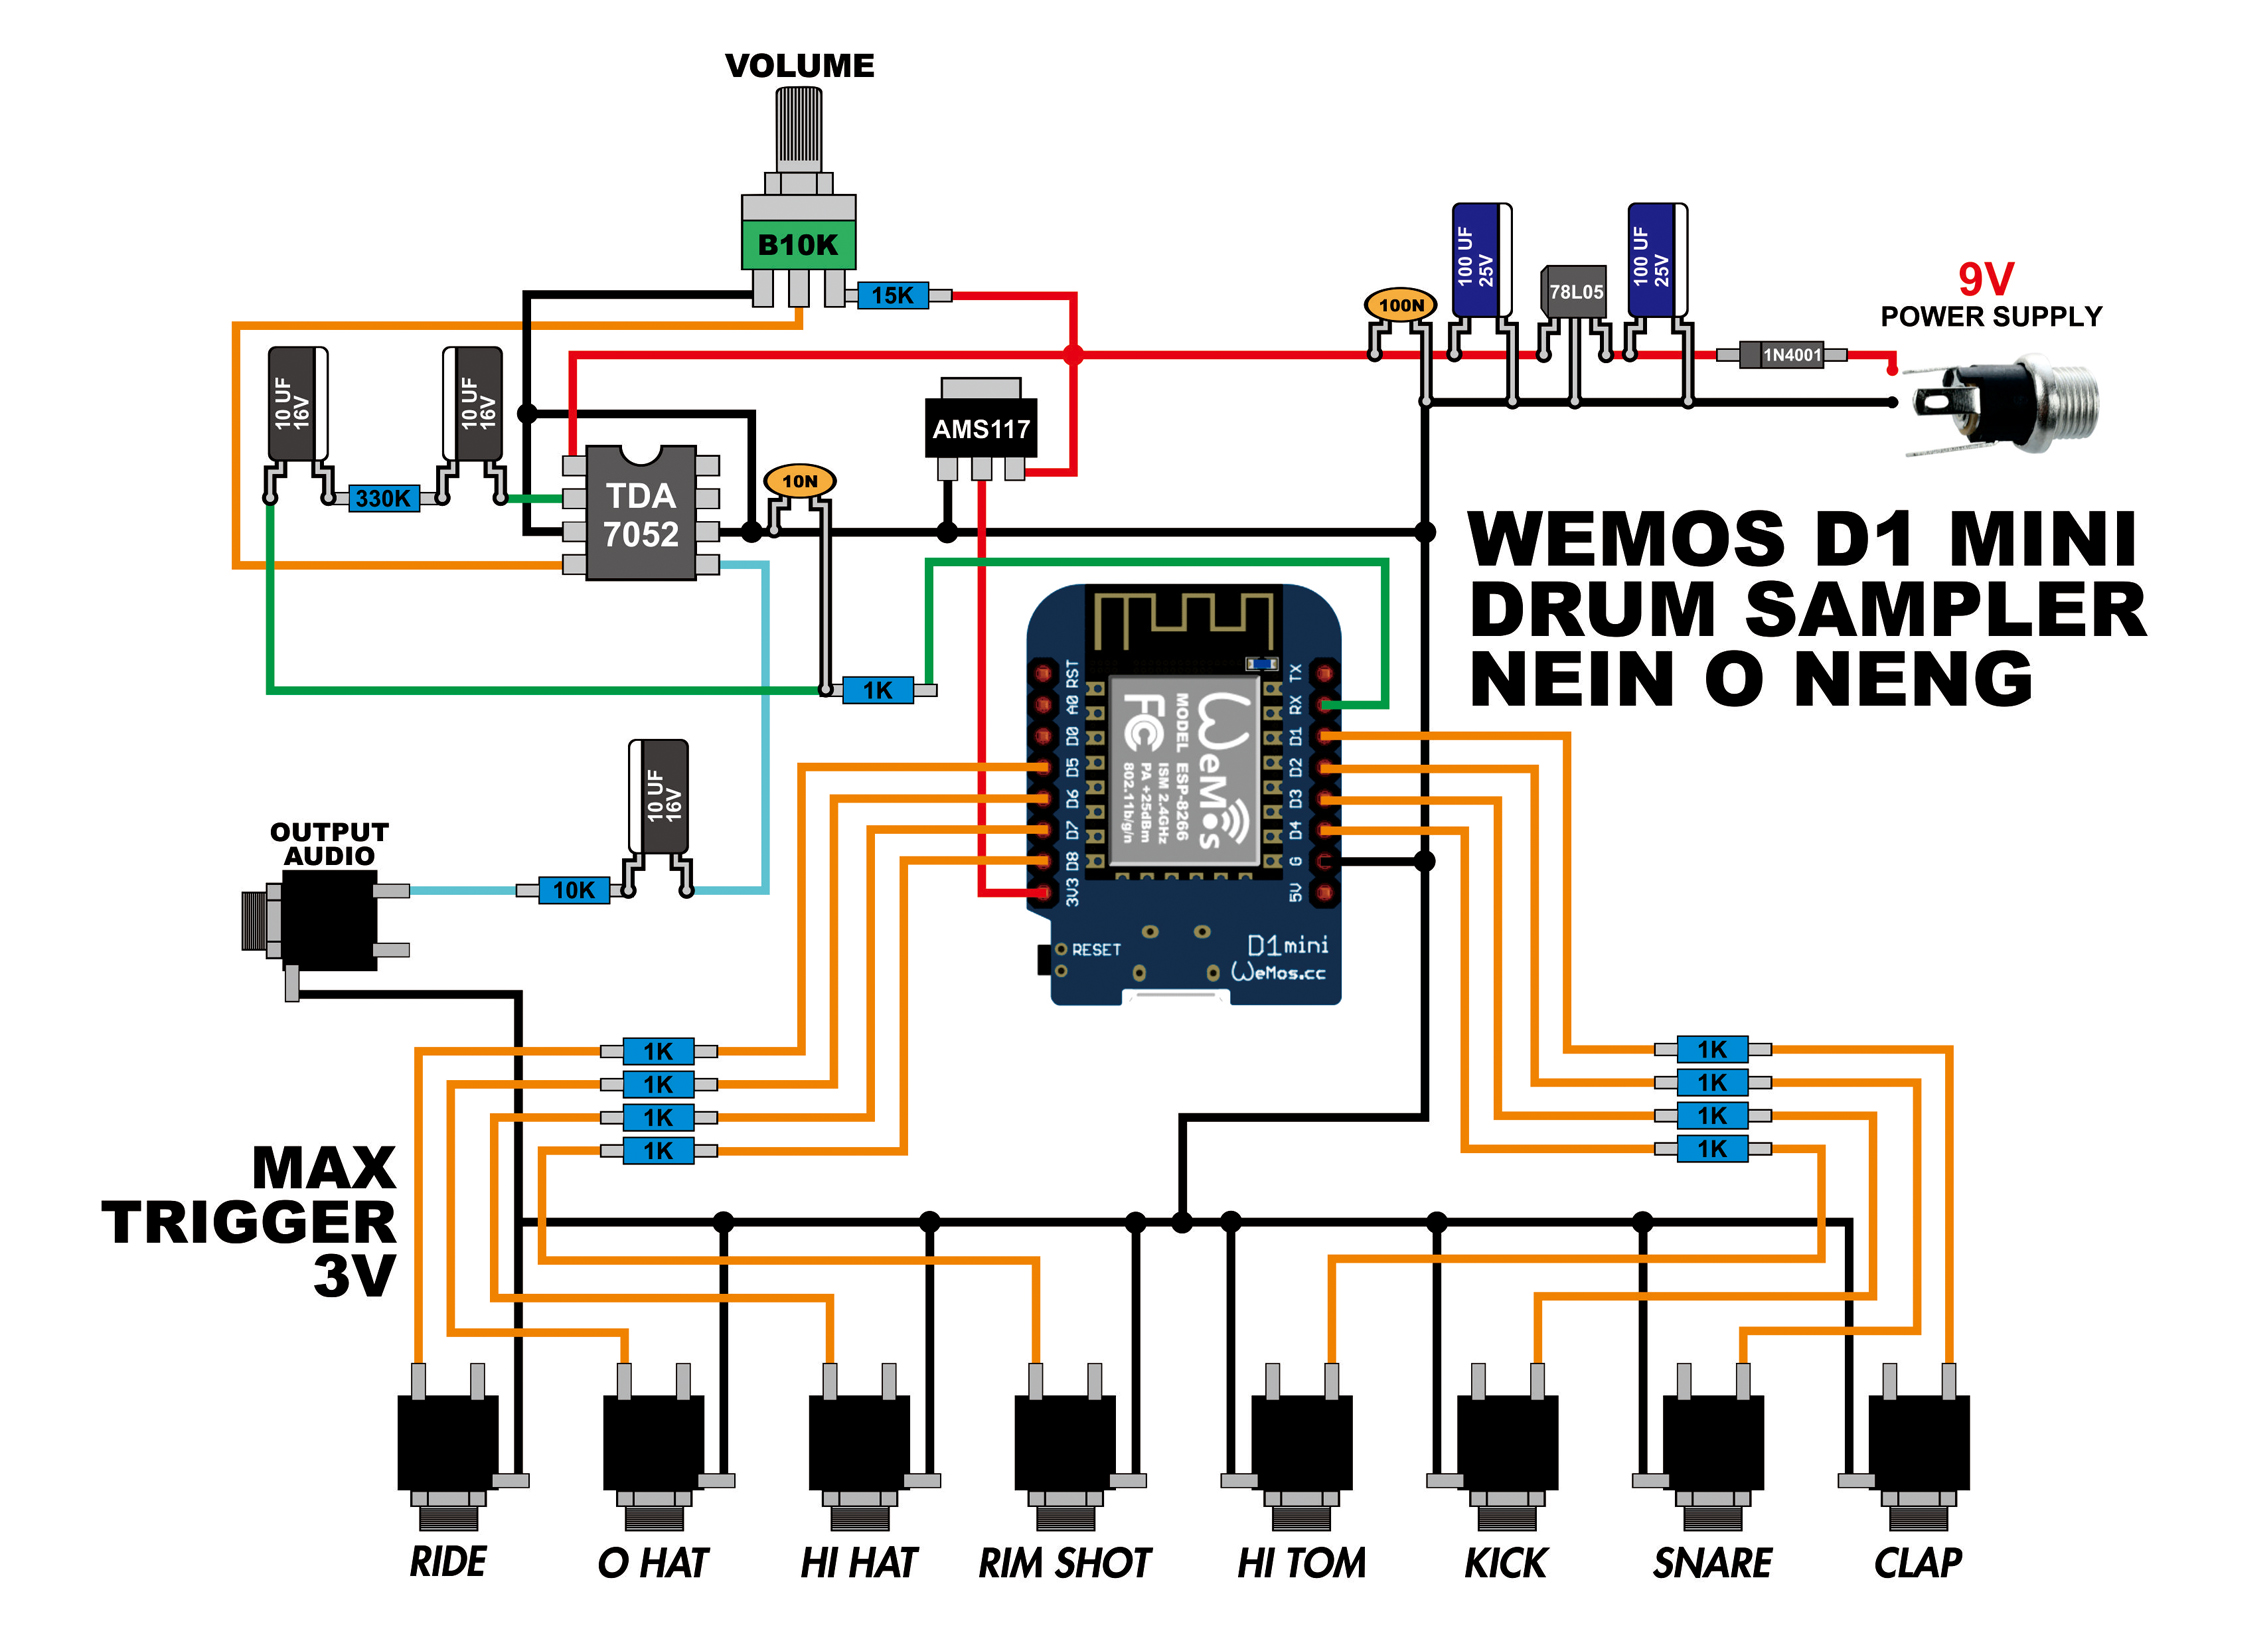 VOLUME
B10K
15K
100N
100 UF
25V
78L05
100 UF
25V
1N4001
9V
POWER SUPPLY
10 UF
16V
330K
10 UF
16V
TDA
7052
10N
AMS117
WEMOS D1 MINI
DRUM SAMPLER
NEIN O NENG
1K
RST
A0
D0
D5
D6
D7
D8
3V3
TX
RX
D1
D2
D3
D4
G
5V
WeMos
MODEL ESP-8266
ISM 2.4GHz
PA +25dBm
802.11b/g/n
FC
RESET
D1mini
WeMos.cc
10 UF
16V
OUTPUT
AUDIO
10K
1K
1K
1K
1K
1K
1K
1K
1K
MAX
TRIGGER
3V
RIDE
O HAT
HI HAT
RIM SHOT
HI TOM
KICK
SNARE
CLAP